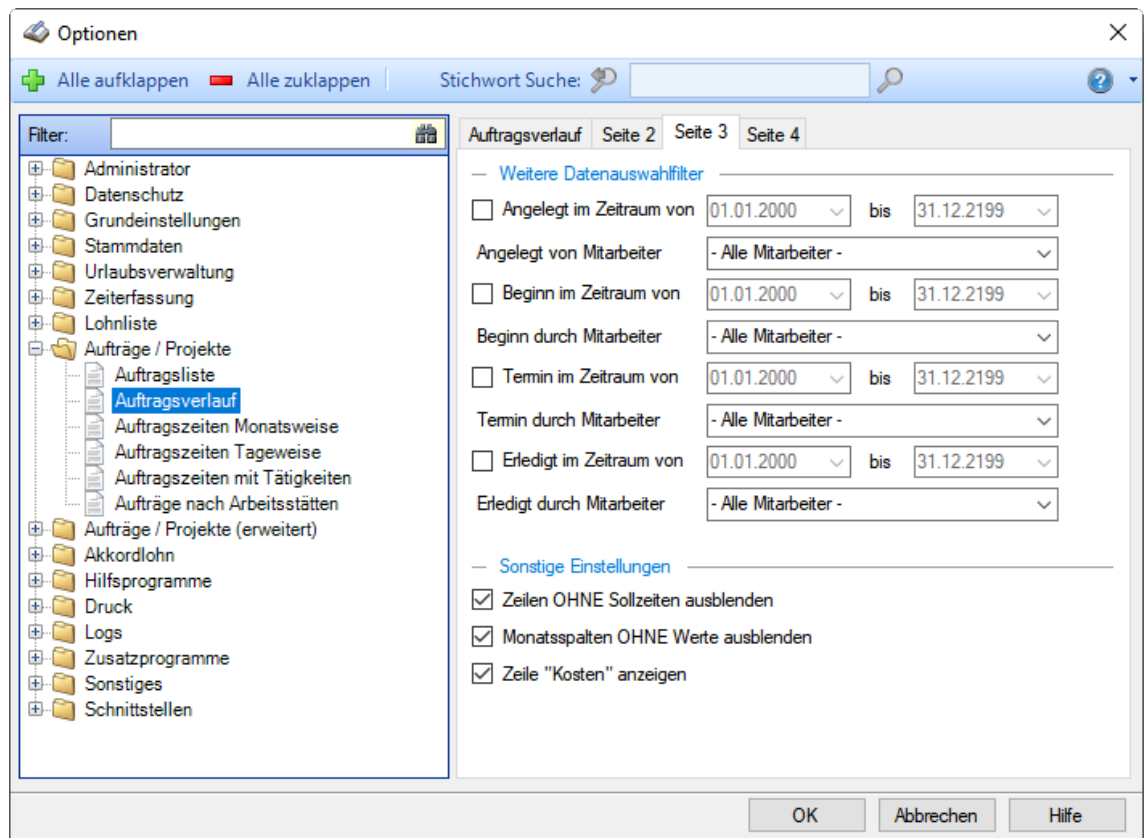 Optionen
Alle aufklappen Alle zuklappen Stichwort Suche:
Filter:
Administrator
Datenschutz
Grundeinstellungen
Stammdaten
Urlaubsverwaltung
Zeiterfassung
Lohnliste
Aufträge / Projekte
Auftragsliste
Auftragsverlauf
Auftragszeiten Monatsweise
Auftragszeiten Tageweise
Auftragszeiten mit Tätigkeiten
Aufträge nach Arbeitsstätten
Aufträge / Projekte (erweitert)
Akkordlohn
Hilfsprogramme
Druck
Logs
Zusatzprogramme
Sonstiges
Schnittstellen
Auftragsverlauf Seite 2 Seite 3 Seite 4
Weitere Datenauswahlfilter
Angelegt im Zeitraum von 01.01.2000 bis 31.12.2199
Angelegt von Mitarbeiter - Alle Mitarbeiter -
Beginn im Zeitraum von 01.01.2000 bis 31.12.2199
Beginn durch Mitarbeiter - Alle Mitarbeiter -
Termin im Zeitraum von 01.01.2000 bis 31.12.2199
Termin durch Mitarbeiter - Alle Mitarbeiter -
Erledigt im Zeitraum von 01.01.2000 bis 31.12.2199
Erledigt durch Mitarbeiter - Alle Mitarbeiter -
Sonstige Einstellungen
Zeilen OHNE Sollzeiten ausblenden
Monatsspalten OHNE Werte ausblenden
Zeile "Kosten" anzeigen
OK Abbrechen Hilfe